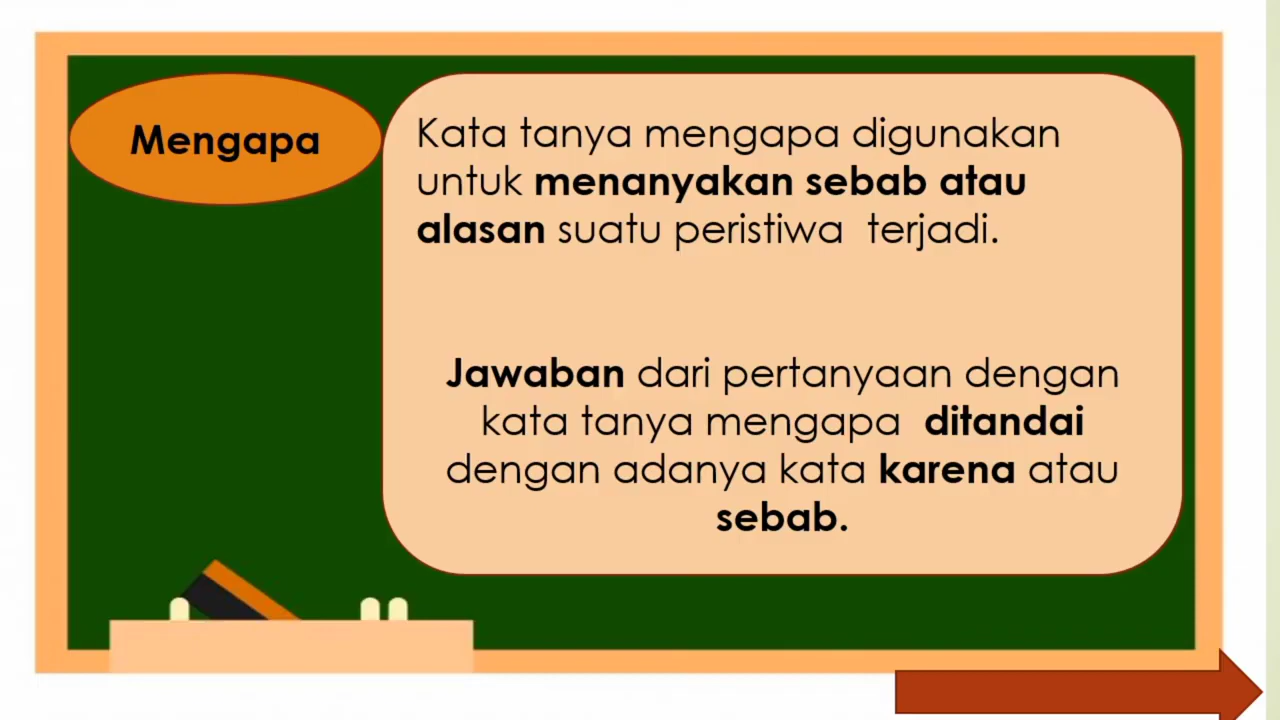 Mengapa
Kata tanya mengapa digunakan
untuk menanyakan sebab atau
alasan suatu peristiwa  terjadi.
Jawaban dari pertanyaan dengan
kata tanya mengapa  ditandai
dengan adanya kata karena atau
sebab.